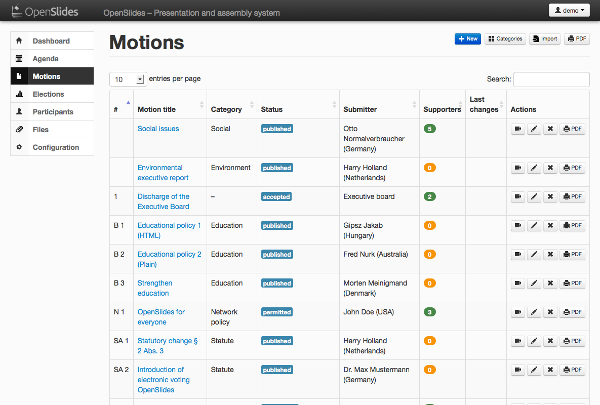 OpenSlides
OpenSlides – Presentation and assembly system
demo
Dashboard
Agenda
Motions
Elections
Participants
Files
Configuration
Motions
New
Categories
Import
PDF
10 entries per page
Search:
# Motion title Category Status Submitter Supporters Last changes Actions
Social issues Social published Otto Normalverbraucher (Germany) 5 PDF
Environmental executive report Environment published Harry Holland (Netherlands) 0 PDF
1 Discharge of the Executive Board – accepted Executive board 2 PDF
B 1 Educational policy 1 (HTML) Education published Gipsz Jakab (Hungary) 0 PDF
B 2 Educational policy 2 (Plain) Education published Fred Nurk (Australia) 0 PDF
B 3 Strengthen education Education published Morten Meinigmand (Denmark) 0 PDF
N 1 OpenSlides for everyone Network policy permitted John Doe (USA) 3 PDF
SA 1 Statutory change § 2 Abs. 3 Statute published Harry Holland (Netherlands) 0 PDF
SA 2 Introduction of electronic voting OpenSlides Statute published Dr. Max Mustermann (Germany) 0 PDF